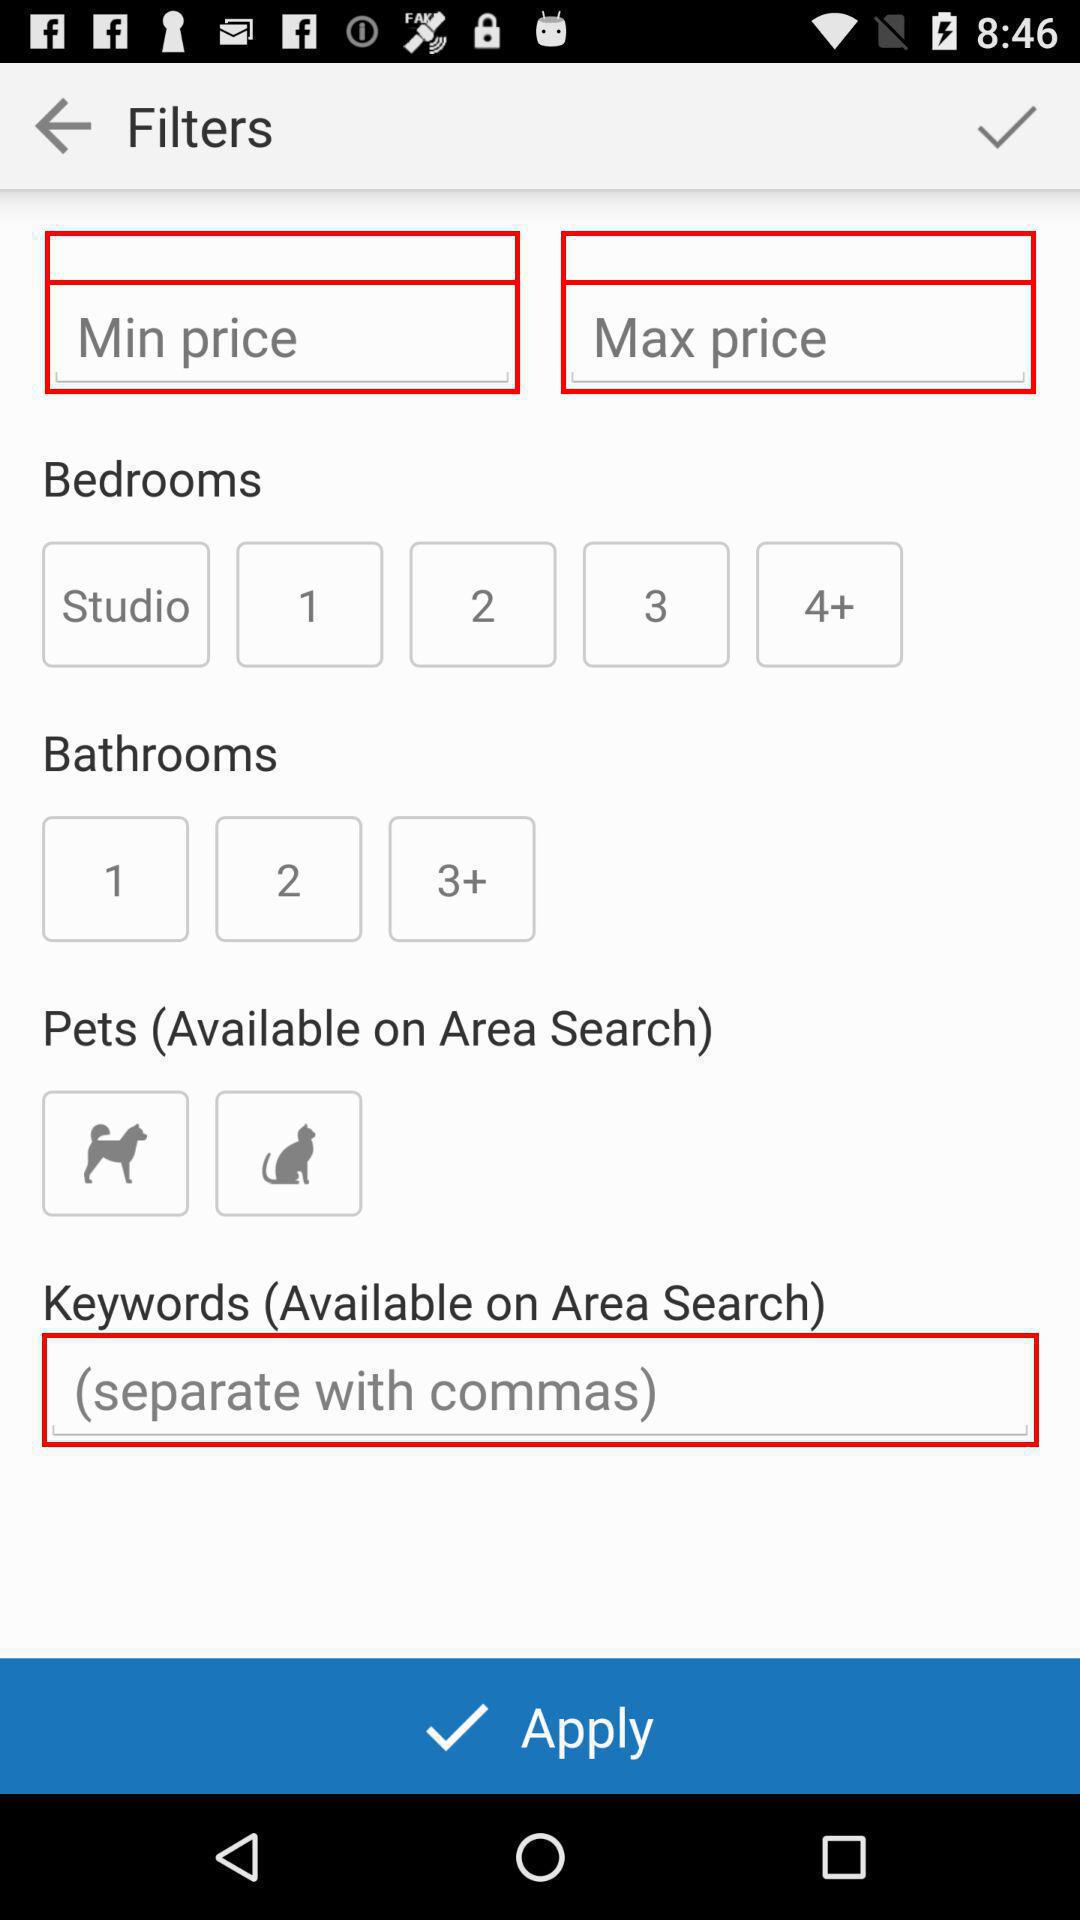 FAKE 8:46
Filters
Min price Max price
Bedrooms
Studio 1 2 3 4+
Bathrooms
1 2 3+
Pets (Available on Area Search)
Keywords (Available on Area Search)
(separate with commas)
Apply